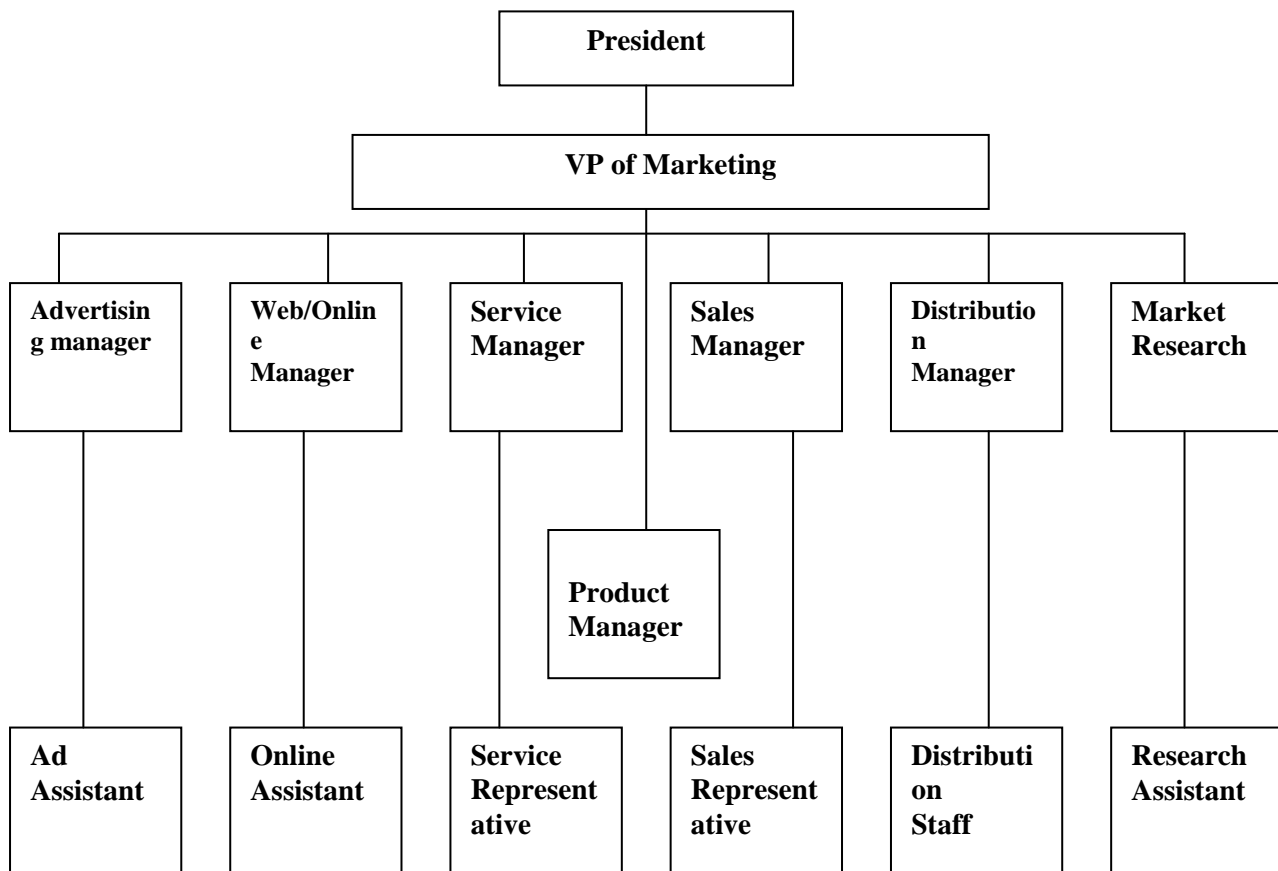 President
VP of Marketing
Advertisin
g manager
Web/Onlin
e
Manager
Service
Manager
Sales
Manager
Distributio
n
Manager
Market
Research
Product
Manager
Ad
Assistant
Online
Assistant
Service
Represent
ative
Sales
Represent
ative
Distributi
on
Staff
Research
Assistant